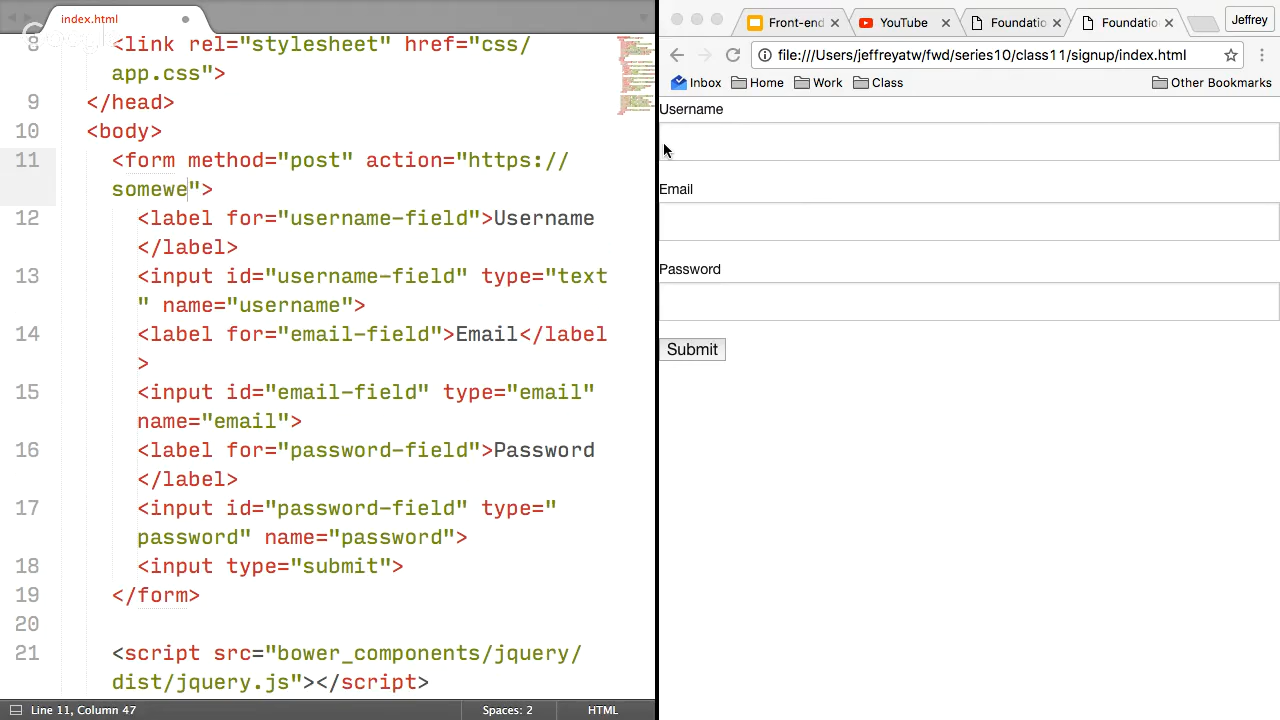 index.html
8 <link rel="stylesheet" href="css/
app.css">
9 </head>
10 <body>
11 <form method="post" action="https://
somewe">
12 <label for="username-field">Username
</label>
13 <input id="username-field" type="text
" name="username">
14 <label for="email-field">Email</label
>
15 <input id="email-field" type="email"
name="email">
16 <label for="password-field">Password
</label>
17 <input id="password-field" type="
password" name="password">
18 <input type="submit">
19 </form>
20
21 <script src="bower_components/jquery/
dist/jquery.js"></script>
Line 11, Column 47 Spaces: 2 HTML
Front-end YouTube Foundatio Foundatio Jeffrey
file:///Users/jeffreyatw/fwd/series10/class11/signup/index.html
Inbox Home Work Class Other Bookmarks
Username
Email
Password
Submit